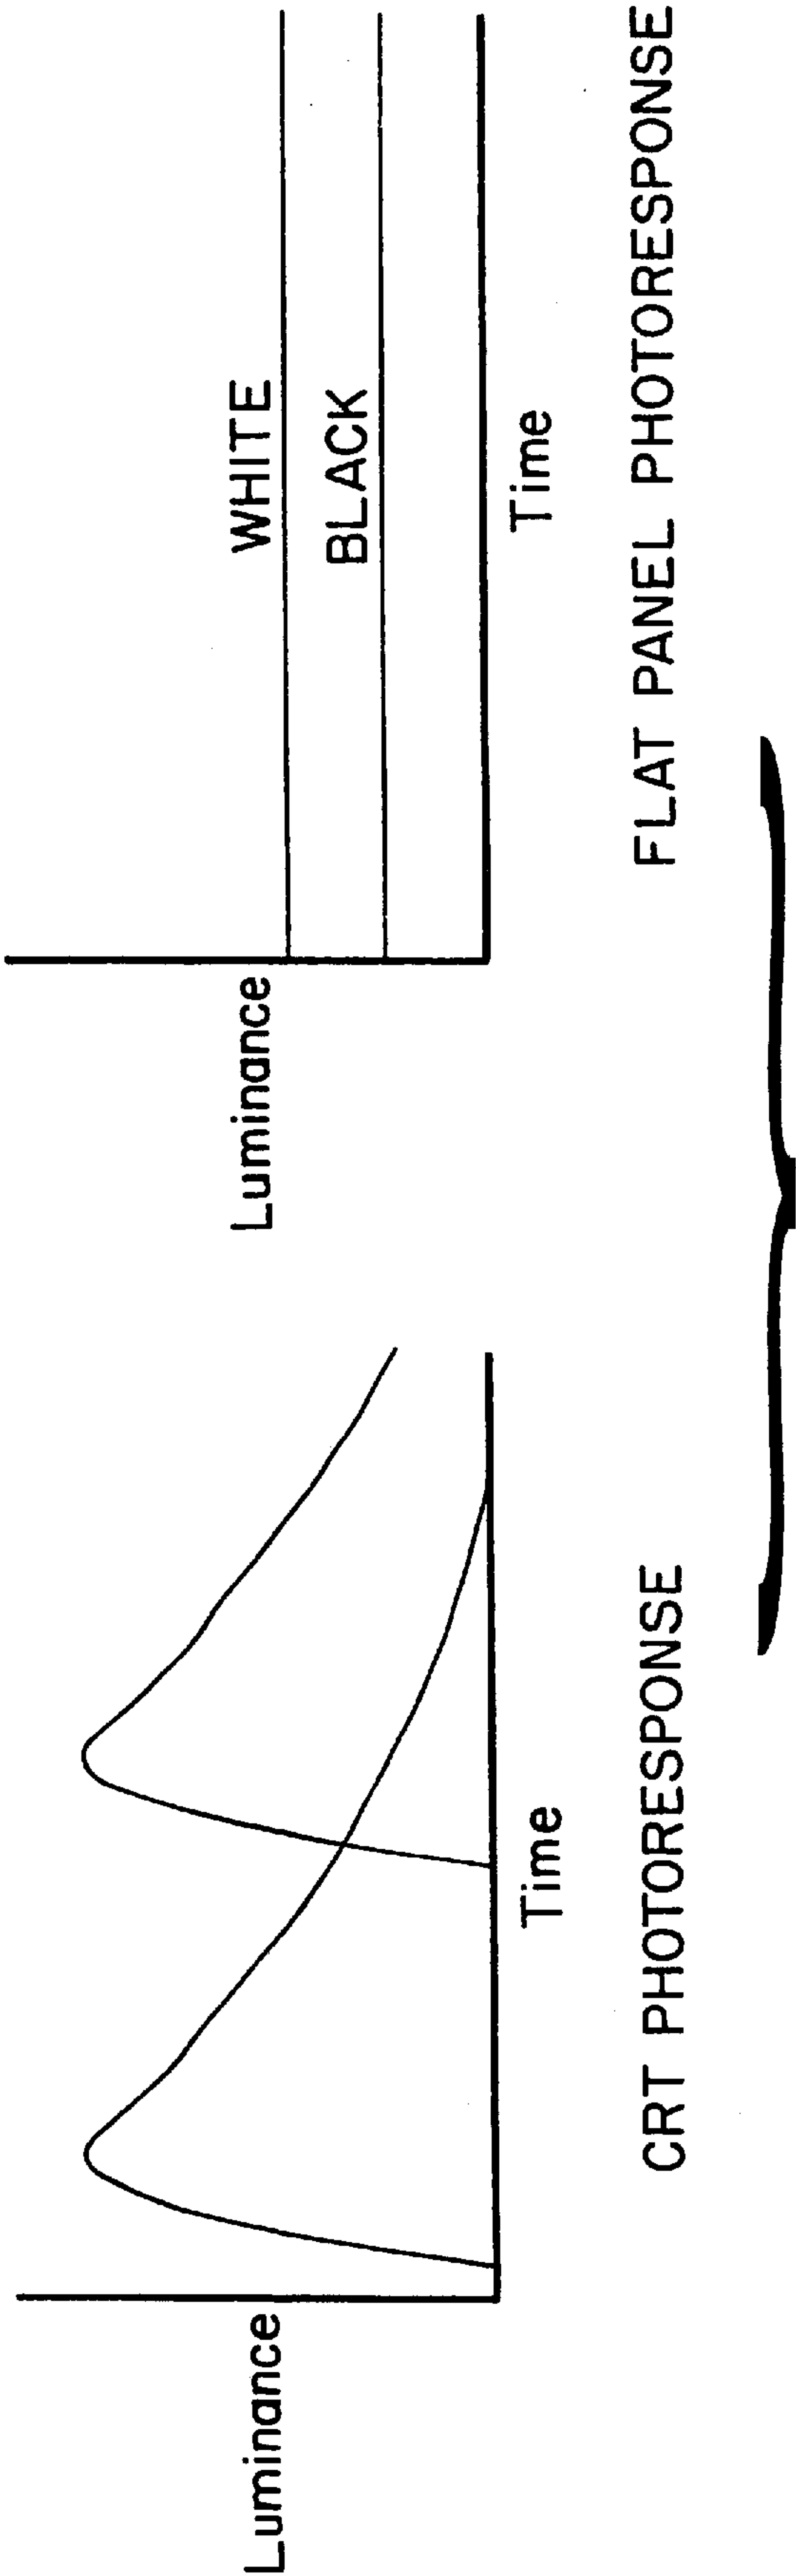 Luminance
Time
CRT PHOTORESPONSE
Luminance
WHITE
BLACK
Time
FLAT PANEL PHOTORESPONSE